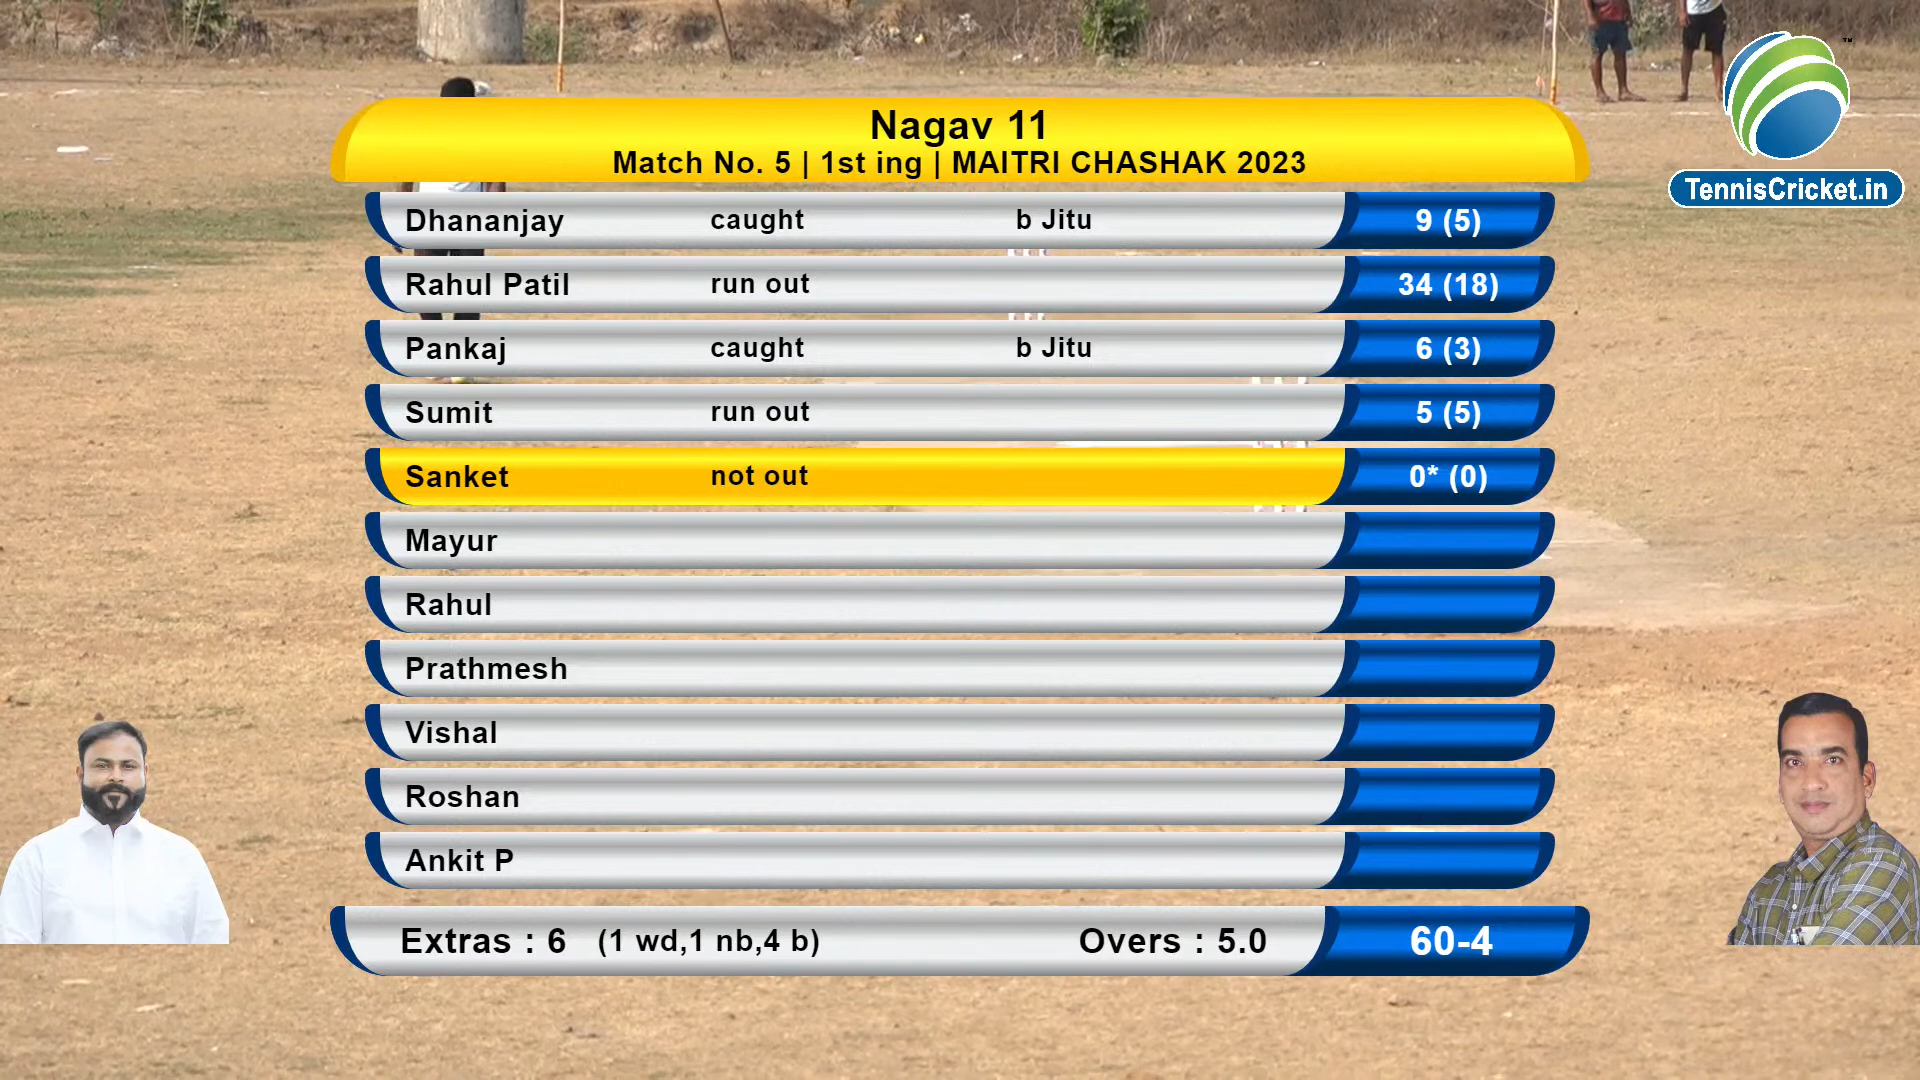 Nagav 11
Match No. 5 | 1st ing | MAITRI CHASHAK 2023
TM
TennisCricket.in
Dhananjay caught b Jitu 9 (5)
Rahul Patil run out 34 (18)
Pankaj caught b Jitu 6 (3)
Sumit run out 5 (5)
Sanket not out 0* (0)
Mayur
Rahul
Prathmesh
Vishal
Roshan
Ankit P
Extras : 6 (1 wd,1 nb,4 b) Overs : 5.0 60-4